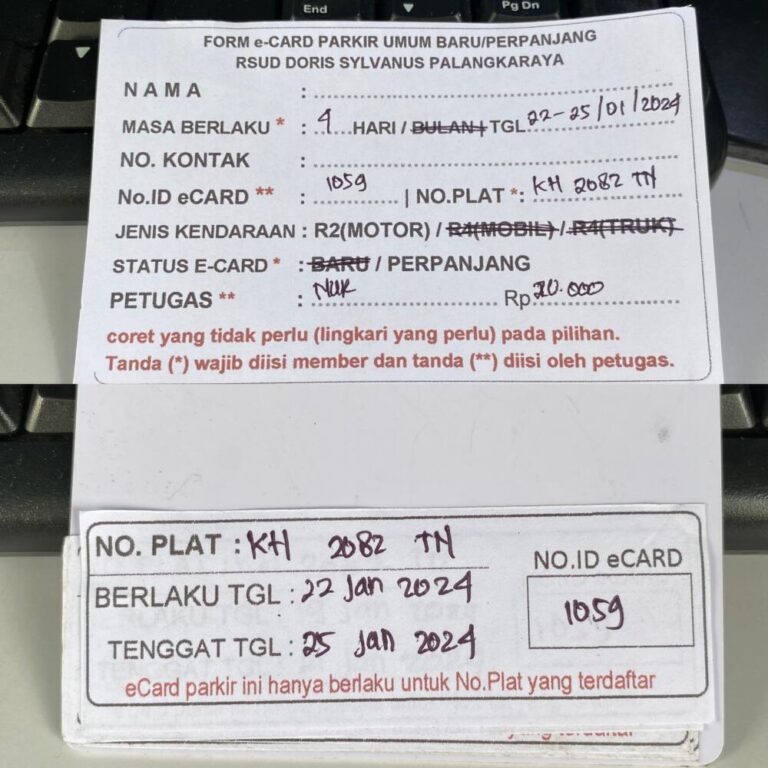 End
Pg Dn
FORM e-CARD PARKIR UMUM BARU/PERPANJANG
RSUD DORIS SYLVANUS PALANGKARAYA
NAMA :
MASA BERLAKU * : 4 HARI / BULAN | TGL 22-25/01/2024
NO. KONTAK :
No.ID eCARD ** : 1059 | NO.PLAT *: KH 2082 TN
JENIS KENDARAAN : R2(MOTOR) / R4(MOBIL) / R4(TRUK)
STATUS E-CARD * : BARU / PERPANJANG
PETUGAS ** : NUK Rp 20.000
coret yang tidak perlu (lingkari yang perlu) pada pilihan.
Tanda (*) wajib diisi member dan tanda (**) diisi oleh petugas.
NO. PLAT : KH 2082 TN
NO.ID eCARD
BERLAKU TGL : 22 Jan 2024
1059
TENGGAT TGL : 25 Jan 2024
eCard parkir ini hanya berlaku untuk No.Plat yang terdaftar